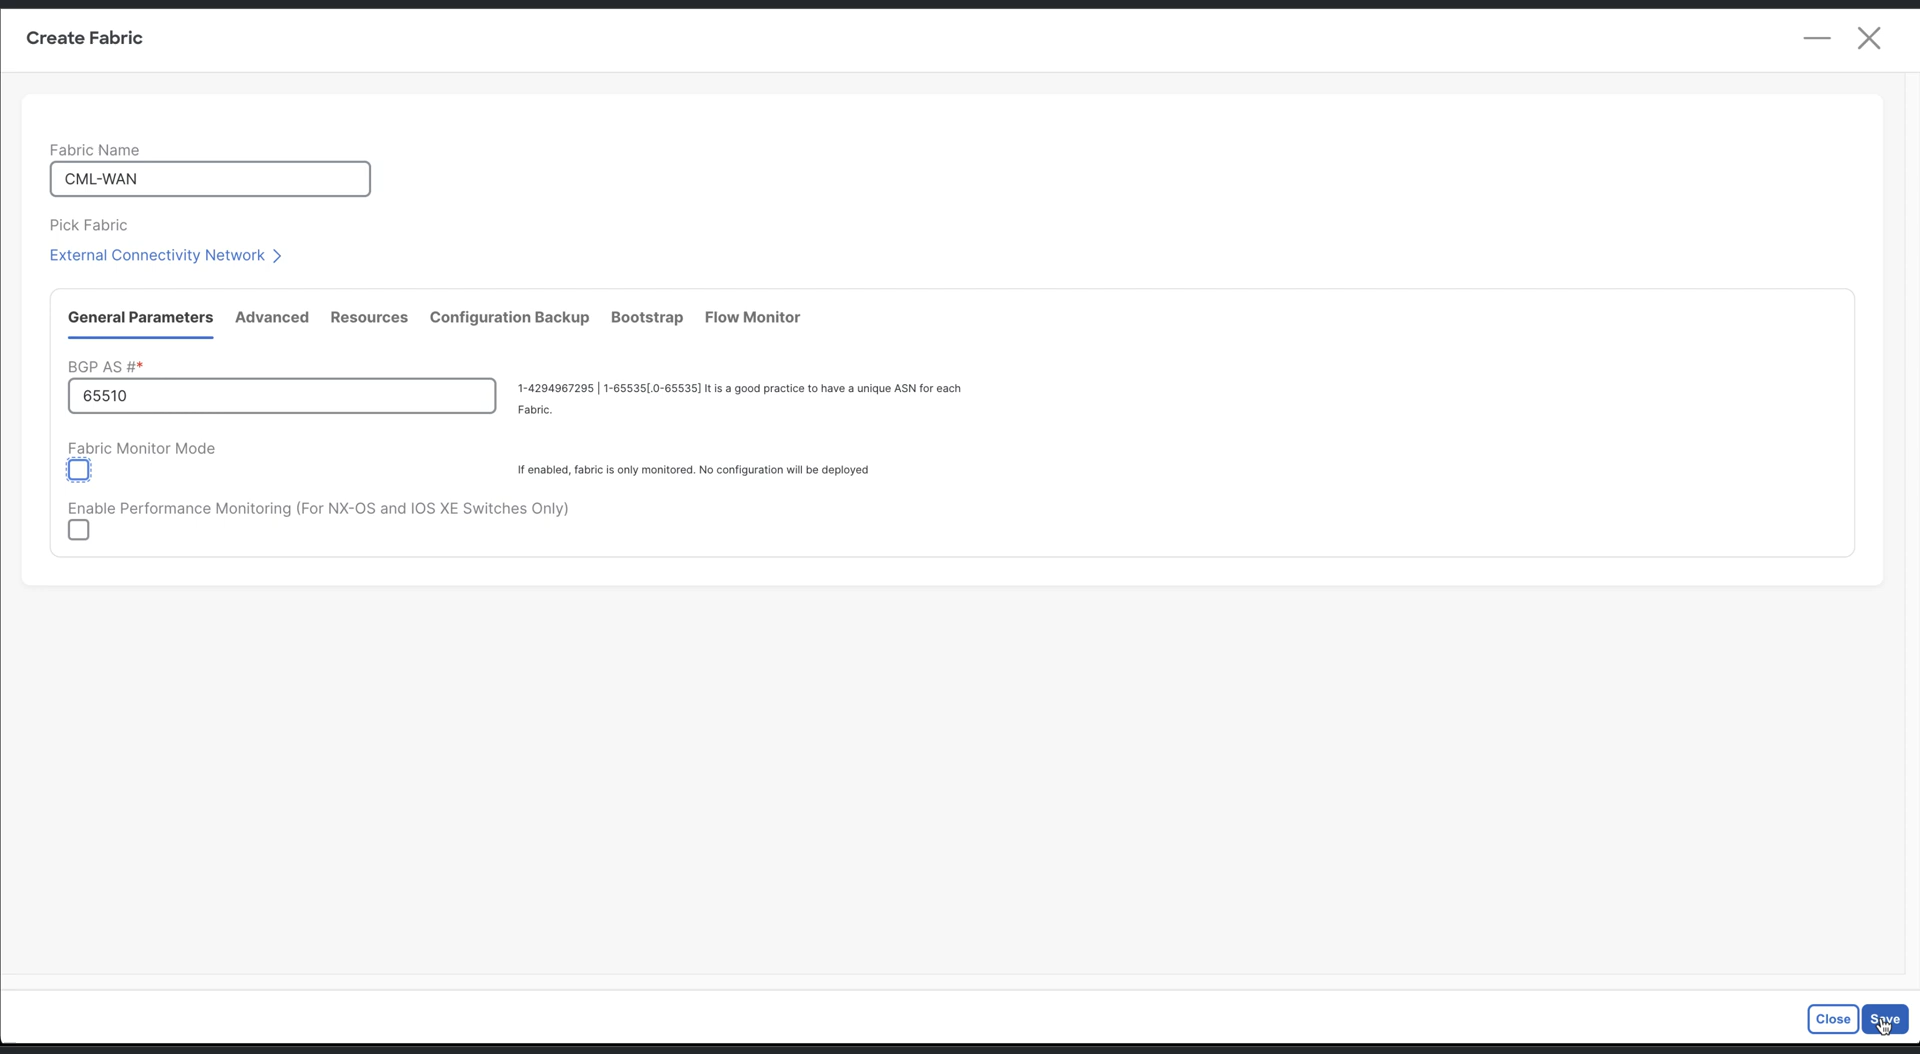 Create Fabric
Fabric Name
CML-WAN
Pick Fabric
External Connectivity Network
General Parameters Advanced Resources Configuration Backup Bootstrap Flow Monitor
BGP AS #*
65510
1-4294967295 | 1-65535[.0-65535] It is a good practice to have a unique ASN for each
Fabric.
Fabric Monitor Mode
If enabled, fabric is only monitored. No configuration will be deployed
Enable Performance Monitoring (For NX-OS and IOS XE Switches Only)
Close Save